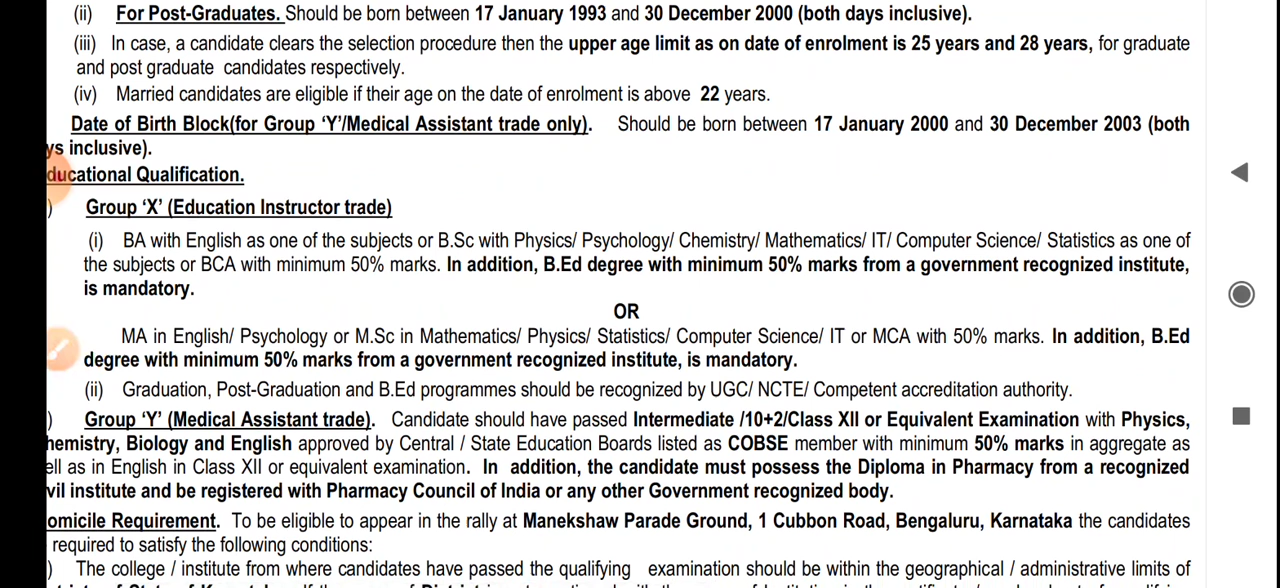 (ii) For Post-Graduates. Should be born between 17 January 1993 and 30 December 2000 (both days inclusive).
(iii) In case, a candidate clears the selection procedure then the upper age limit as on date of enrolment is 25 years and 28 years, for graduate
and post graduate candidates respectively.
(iv) Married candidates are eligible if their age on the date of enrolment is above 22 years.
Date of Birth Block(for Group 'Y'/Medical Assistant trade only). Should be born between 17 January 2000 and 30 December 2003 (both
ys inclusive).
ducational Qualification.
) Group 'X' (Education Instructor trade)
(i) BA with English as one of the subjects or B.Sc with Physics/ Psychology/ Chemistry/ Mathematics/ IT/ Computer Science/ Statistics as one of
the subjects or BCA with minimum 50% marks. In addition, B.Ed degree with minimum 50% marks from a government recognized institute,
is mandatory.
OR
MA in English/ Psychology or M.Sc in Mathematics/ Physics/ Statistics/ Computer Science/ IT or MCA with 50% marks. In addition, B.Ed
degree with minimum 50% marks from a government recognized institute, is mandatory.
(ii) Graduation, Post-Graduation and B.Ed programmes should be recognized by UGC/ NCTE/ Competent accreditation authority.
) Group 'Y' (Medical Assistant trade). Candidate should have passed Intermediate /10+2/Class XII or Equivalent Examination with Physics,
hemistry, Biology and English approved by Central / State Education Boards listed as COBSE member with minimum 50% marks in aggregate as
ell as in English in Class XII or equivalent examination. In addition, the candidate must possess the Diploma in Pharmacy from a recognized
vil institute and be registered with Pharmacy Council of India or any other Government recognized body.
omicile Requirement. To be eligible to appear in the rally at Manekshaw Parade Ground, 1 Cubbon Road, Bengaluru, Karnataka the candidates
required to satisfy the following conditions:
) The college / institute from where candidates have passed the qualifying examination should be within the geographical / administrative limits of